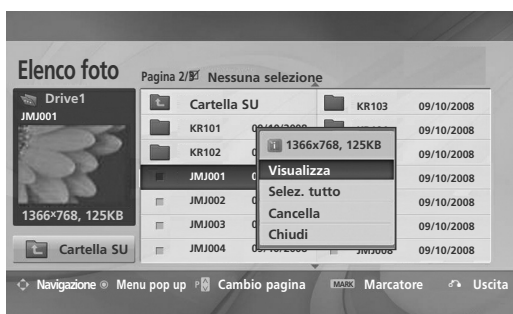 Elenco foto
Pagina 2/3 Nessuna selezione
Drive1
JMJ001
1366×768, 125KB
Cartella SU
Cartella SU
KR101
KR102
JMJ001
JMJ002
JMJ003
JMJ004
KR103 09/10/2008
09/10/2008
09/10/2008
09/10/2008
09/10/2008
09/10/2008
JMJ008 09/10/2008
1366x768, 125KB
Visualizza
Selez. tutto
Cancella
Chiudi
Navigazione Menu pop up P Cambio pagina MARK Marcatore Uscita